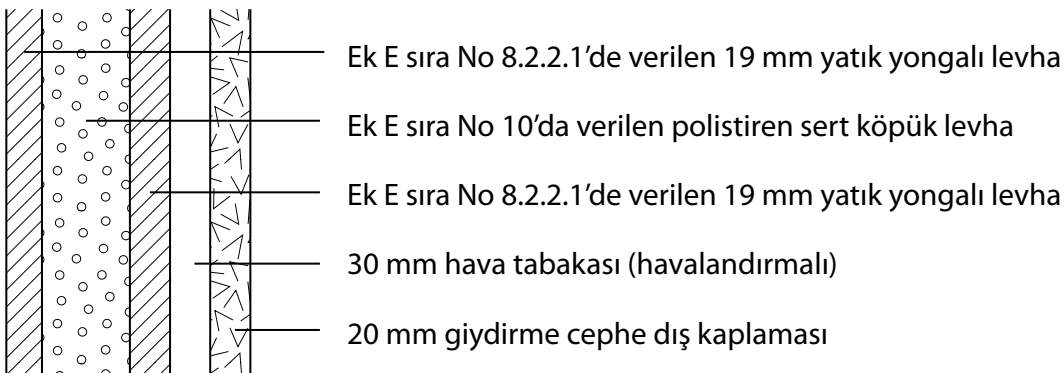 Ek E sıra No 8.2.2.1’de verilen 19 mm yatık yongalı levha
Ek E sıra No 10’da verilen polistiren sert köpük levha
Ek E sıra No 8.2.2.1’de verilen 19 mm yatık yongalı levha
30 mm hava tabakası (havalandırmalı)
20 mm giydirme cephe dış kaplaması